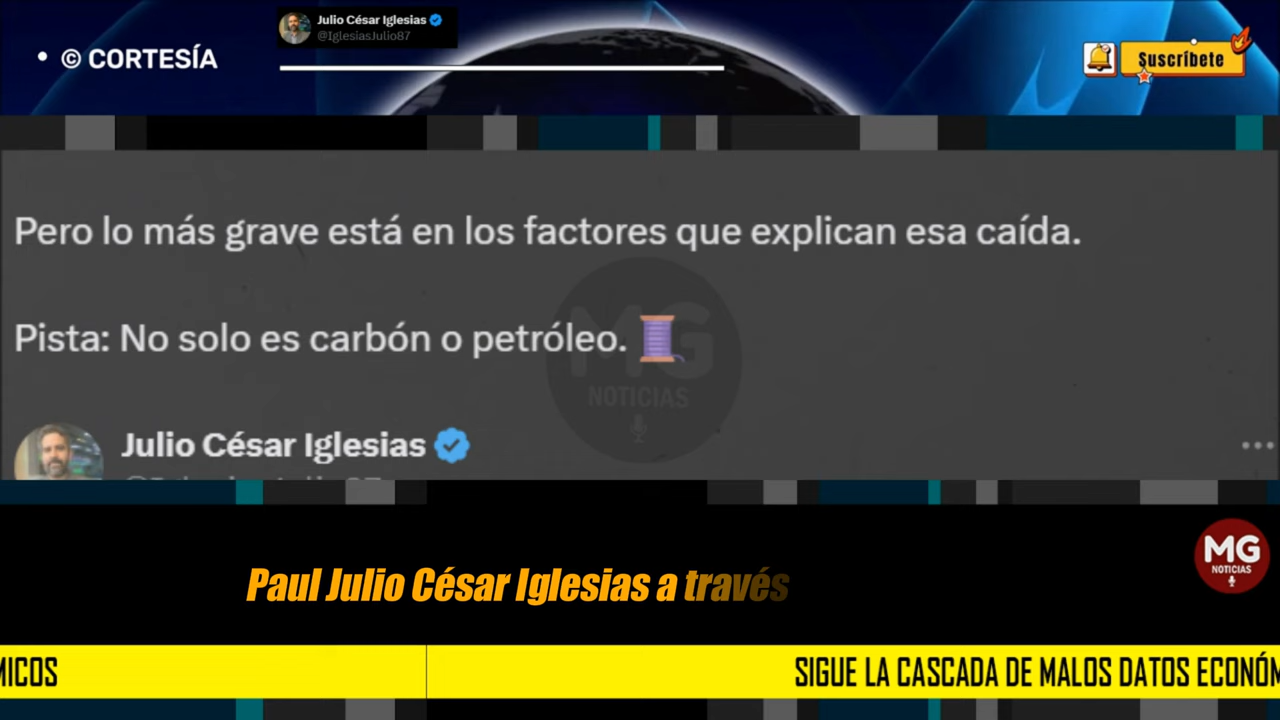 Julio César Iglesias
@IglesiasJulio87
• © CORTESÍA
Suscríbete
Pero lo más grave está en los factores que explican esa caída.
Pista: No solo es carbón o petróleo.
MG
NOTICIAS
Julio César Iglesias
MG
NOTICIAS
Paul Julio César Iglesias a través
MICOS
SIGUE LA CASCADA DE MALOS DATOS ECONÓM